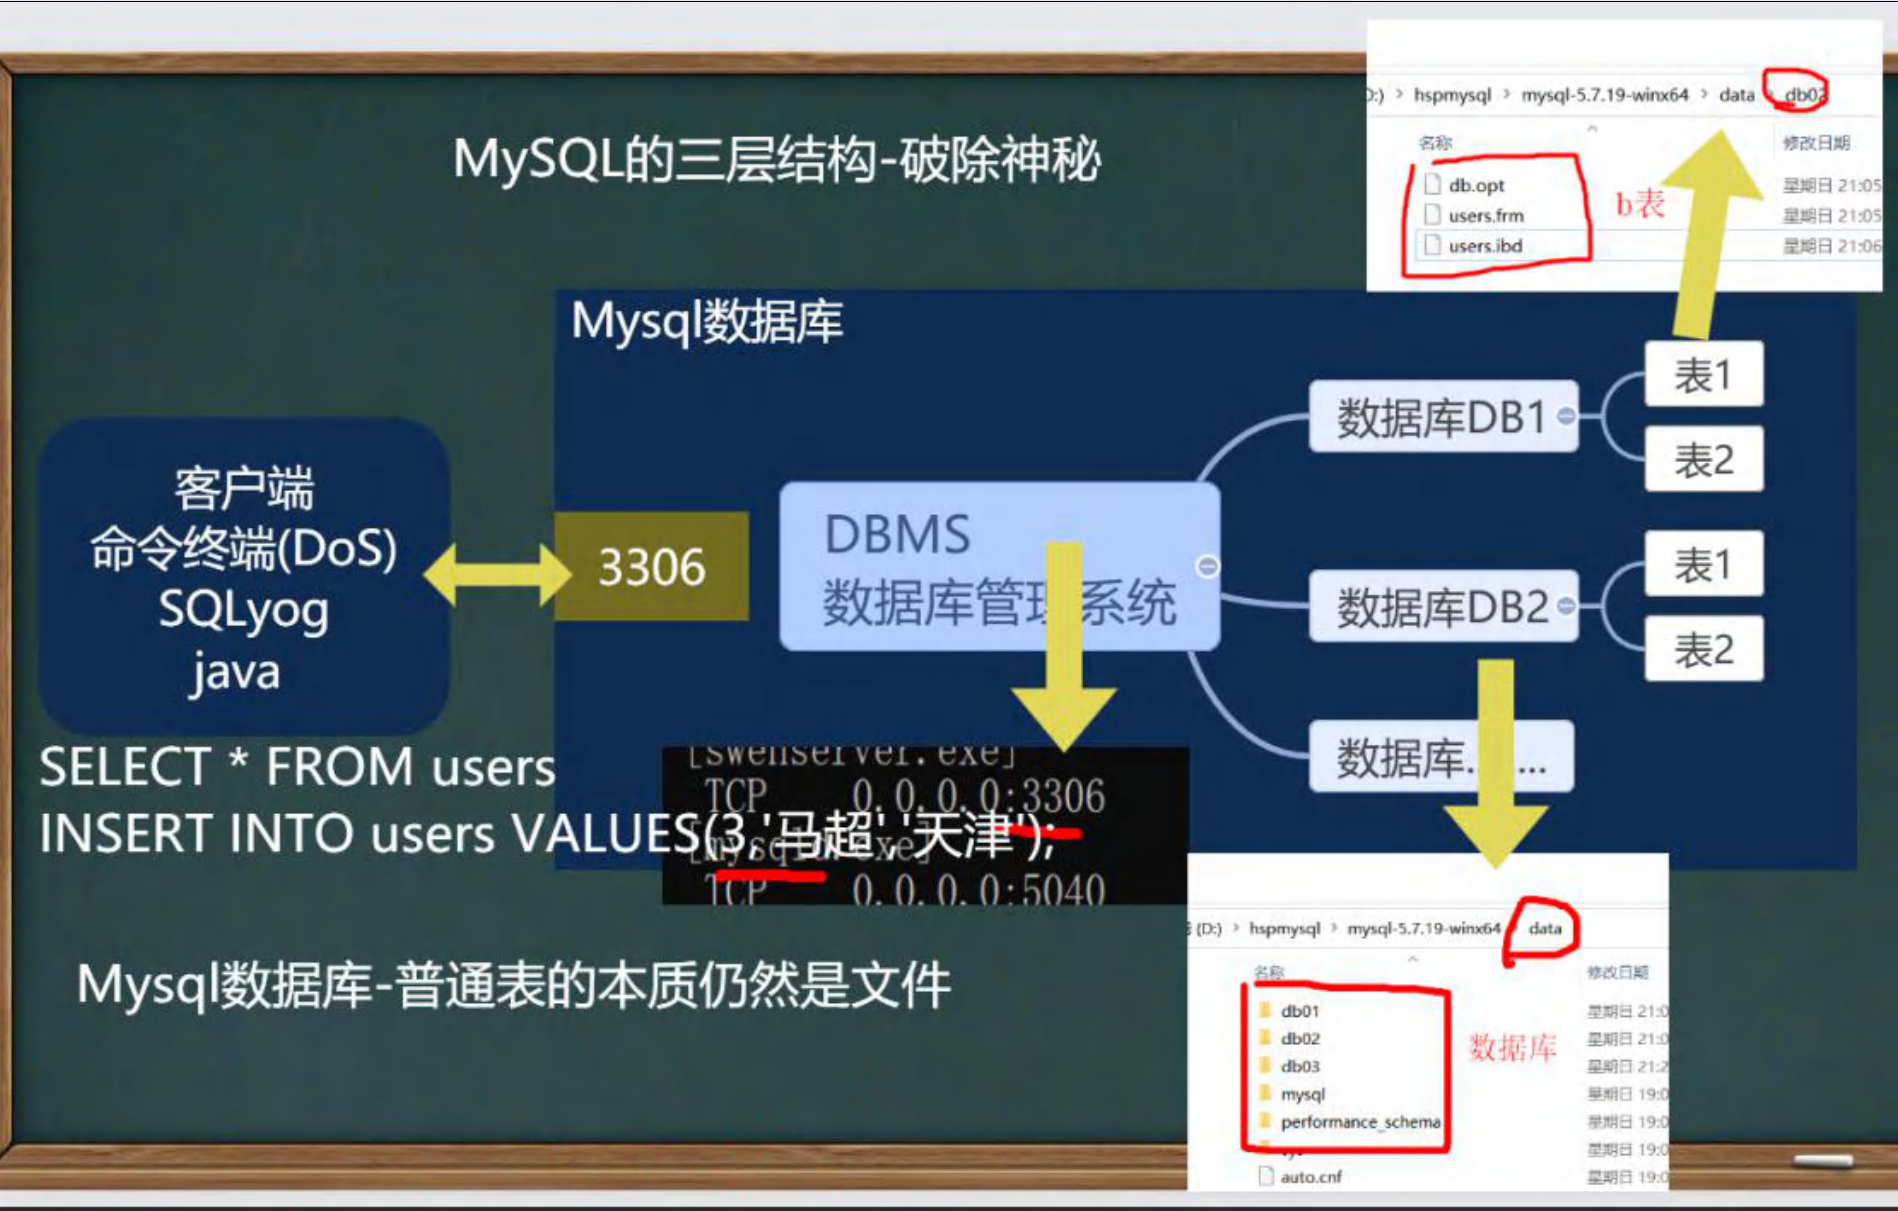 MySQL的三层结构-破除神秘
:) > hspmysql > mysql-5.7.19-winx64 > data db02
名称 修改日期
db.opt 星期日 21:05
users.frm 星期日 21:05
users.ibd 星期日 21:06
b表
Mysql数据库
客户端
命令终端(DoS)
SQLyog
java
3306
DBMS
数据库管理系统
数据库DB1
表1
表2
数据库DB2
表1
表2
数据库... ...
[swenserver.exe]
TCP 0.0.0.0:3306
[mysqld.exe]
TCP 0.0.0.0:5040
SELECT * FROM users
INSERT INTO users VALUES(3,'马超','天津');
Mysql数据库-普通表的本质仍然是文件
(D:) > hspmysql > mysql-5.7.19-winx64 data
名称 修改日期
db01 星期日 21:0
db02 星期日 21:0
db03 星期日 21:2
mysql 星期日 19:0
performance_schema 星期日 19:0
星期日 19:0
auto.cnf 星期日 19:0
数据库